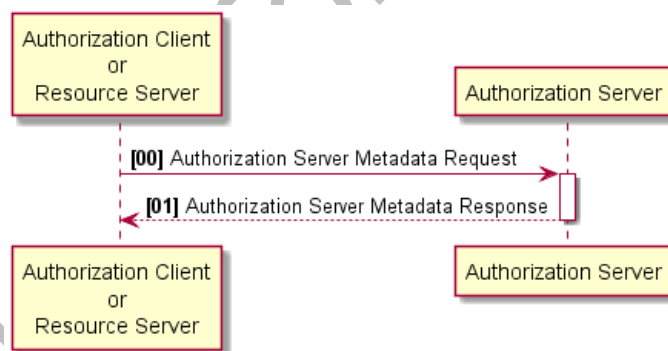 Authorization Client
or
Resource Server
Authorization Server
[00] Authorization Server Metadata Request
[01] Authorization Server Metadata Response
Authorization Client
or
Resource Server
Authorization Server